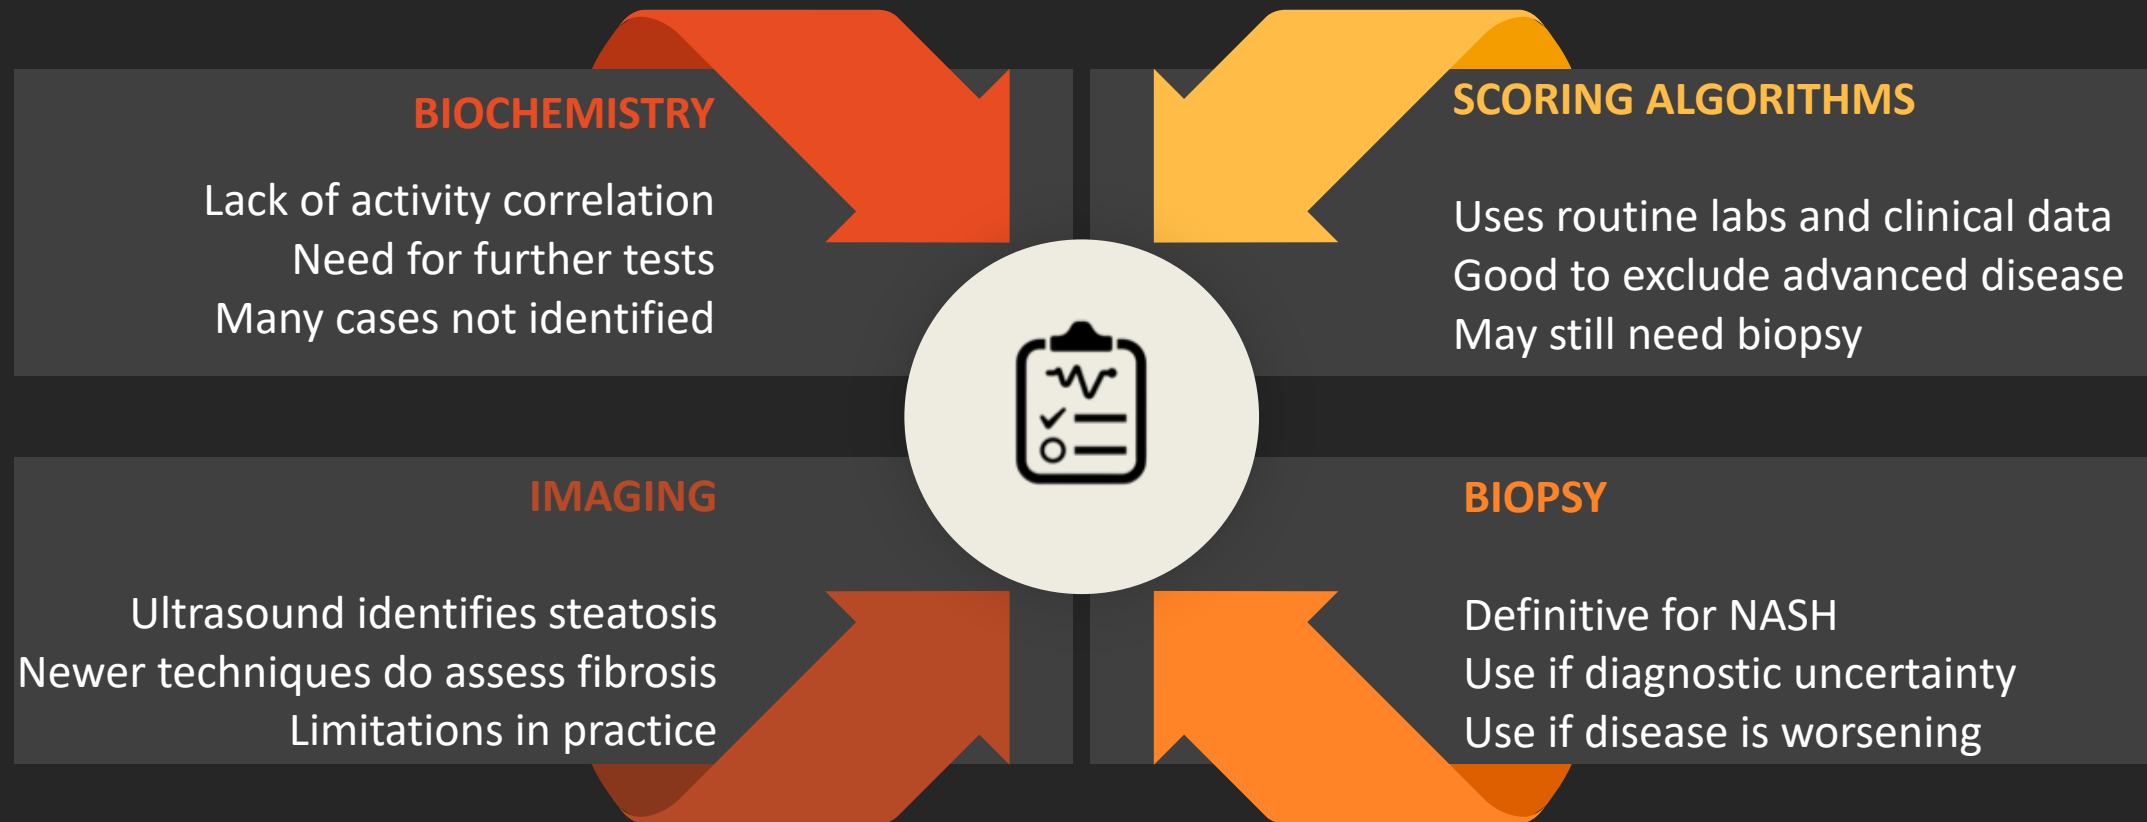 BIOCHEMISTRY
Lack of activity correlation
Need for further tests
Many cases not identified
SCORING ALGORITHMS
Uses routine labs and clinical data
Good to exclude advanced disease
May still need biopsy
IMAGING
Ultrasound identifies steatosis
Newer techniques do assess fibrosis
Limitations in practice
BIOPSY
Definitive for NASH
Use if diagnostic uncertainty
Use if disease is worsening